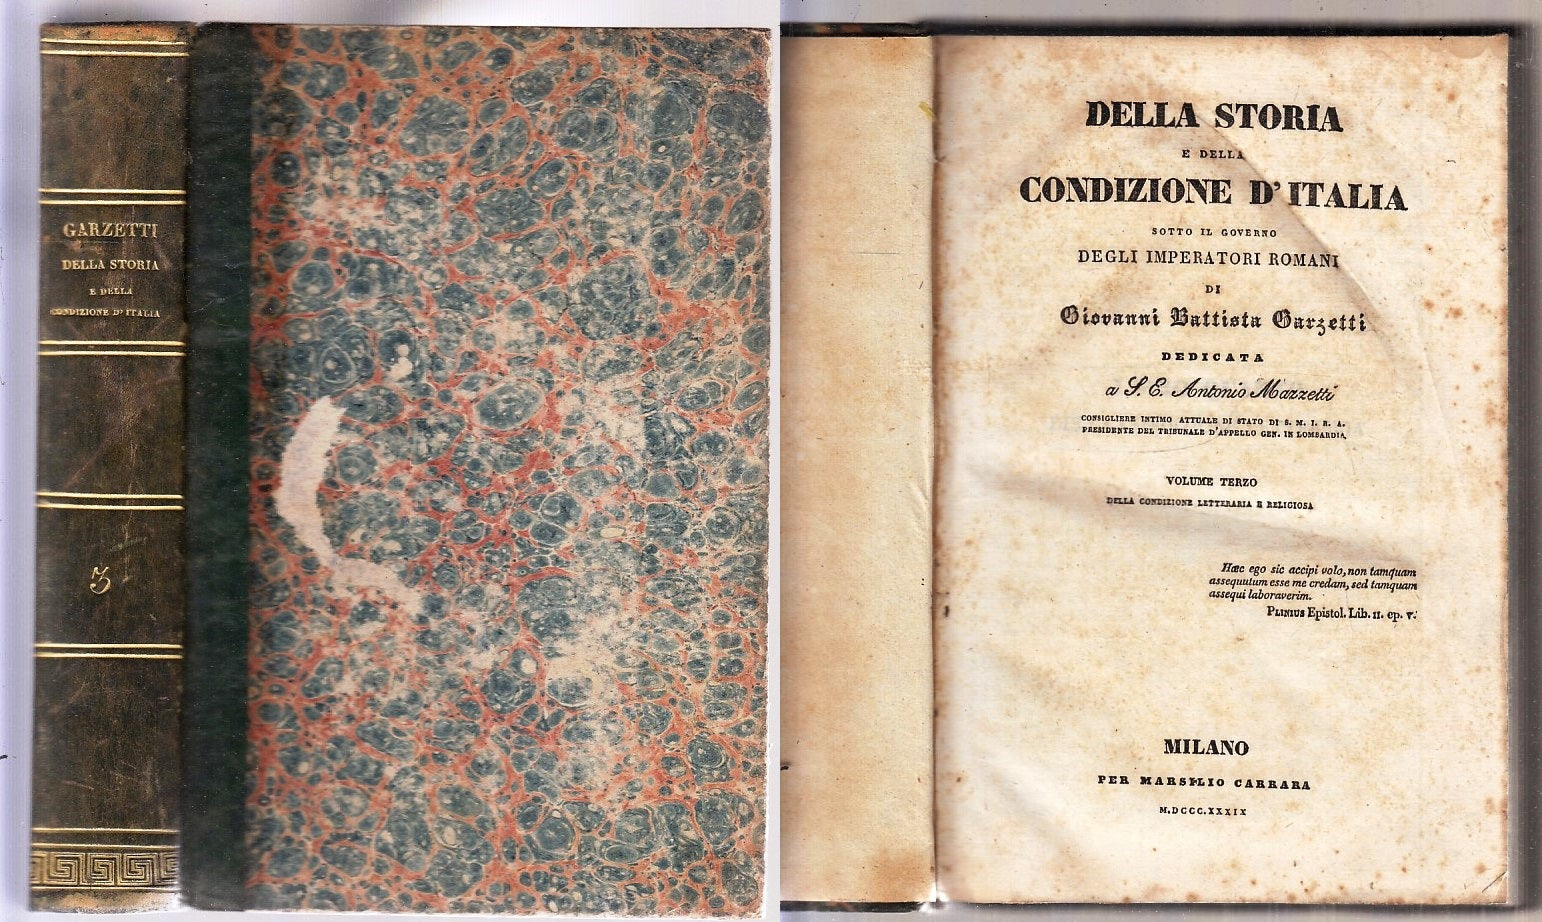 GARZETTI
DELLA STORIA
E DELLA
CONDIZIONE D'ITALIA
3
DELLA STORIA
E DELLA
CONDIZIONE D'ITALIA
SOTTO IL GOVERNO
DEGLI IMPERATORI ROMANI
DI
Giovanni Battista Garzetti
DEDICATA
a S. E. Antonio Mazzetti
CONSIGLIERE INTIMO ATTUALE DI STATO DI S. M. I. R. A.
PRESIDENTE DEL TRIBUNALE D'APPELLO GEN. IN LOMBARDIA.
VOLUME TERZO
DELLA CONDIZIONE LETTERARIA E RELIGIOSA
Hæc ego sic accipi volo, non tamquam
assequutum esse me credam, sed tamquam
assequi laboraverim.
PLINIUS Epistol. Lib. II. ep. V.
MILANO
PER MARSILIO CARRARA
M.DCCC.XXXIX